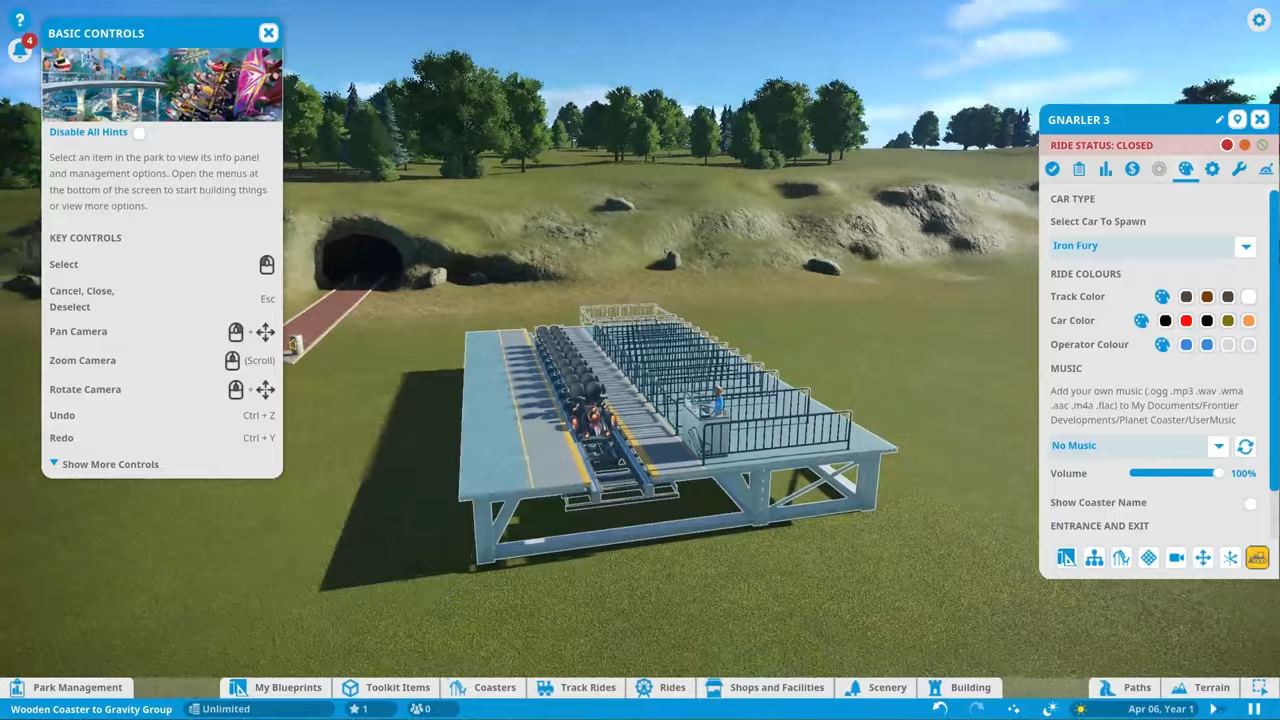 ?
4
BASIC CONTROLS
Disable All Hints
Select an item in the park to view its info panel
and management options. Open the menus at
the bottom of the screen to start building things
or view more options.
KEY CONTROLS
Select
Cancel, Close,
Deselect
Esc
Pan Camera
+
Zoom Camera
(Scroll)
Rotate Camera
+
Undo
Ctrl + Z
Redo
Ctrl + Y
Show More Controls
GNARLER 3
RIDE STATUS: CLOSED
CAR TYPE
Select Car To Spawn
Iron Fury
RIDE COLOURS
Track Color
Car Color
Operator Colour
MUSIC
Add your own music (.ogg .mp3 .wav .wma
.aac .m4a .flac) to My Documents/Frontier
Developments/Planet Coaster/UserMusic
No Music
Volume
100%
Show Coaster Name
ENTRANCE AND EXIT
Park Management
My Blueprints
Toolkit Items
Coasters
Track Rides
Rides
Shops and Facilities
Scenery
Building
Paths
Terrain
Wooden Coaster to Gravity Group
Unlimited
1
0
Apr 06, Year 1